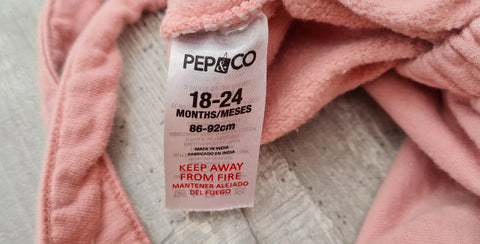 PEP&CO
18-24
MONTHS/MESES
86-92cm
MADE IN INDIA
FABRICADO EN INDIA
KEEP AWAY
FROM FIRE
MANTENER ALEJADO
DEL FUEGO